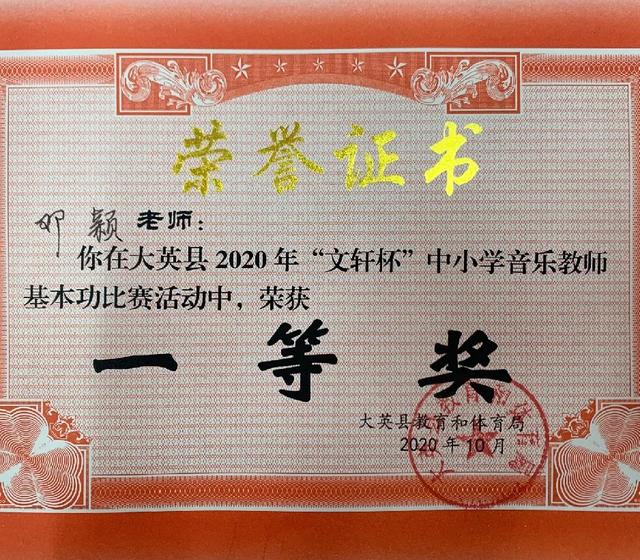 荣誉证书
邓颖老师：
你在大英县2020年“文轩杯”中小学音乐教师
基本功比赛活动中，荣获
一等奖
大英县教育和体育局
2020年10月